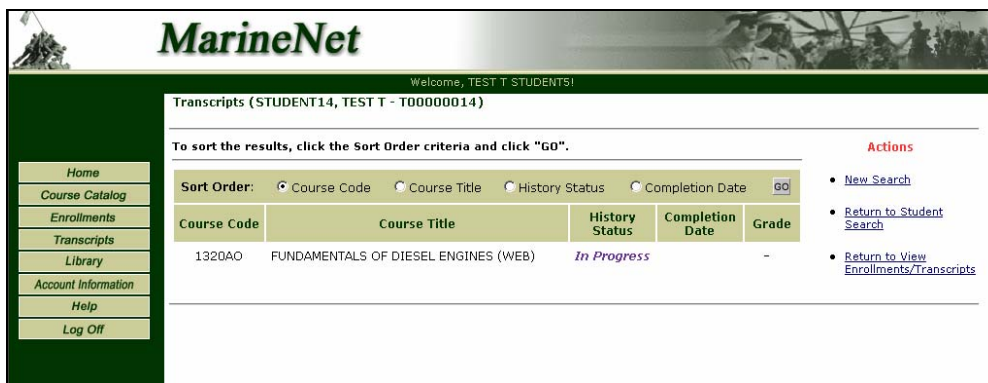 MarineNet
Welcome, TEST T STUDENT5!
Transcripts (STUDENT14, TEST T - T00000014)
To sort the results, click the Sort Order criteria and click "GO".
Home
Course Catalog
Enrollments
Transcripts
Library
Account Information
Help
Log Off
Sort Order: Course Code Course Title History Status Completion Date GO
Course Code Course Title History Status Completion Date Grade
1320AO FUNDAMENTALS OF DIESEL ENGINES (WEB) In Progress -
Actions
New Search
Return to Student
Search
Return to View
Enrollments/Transcripts